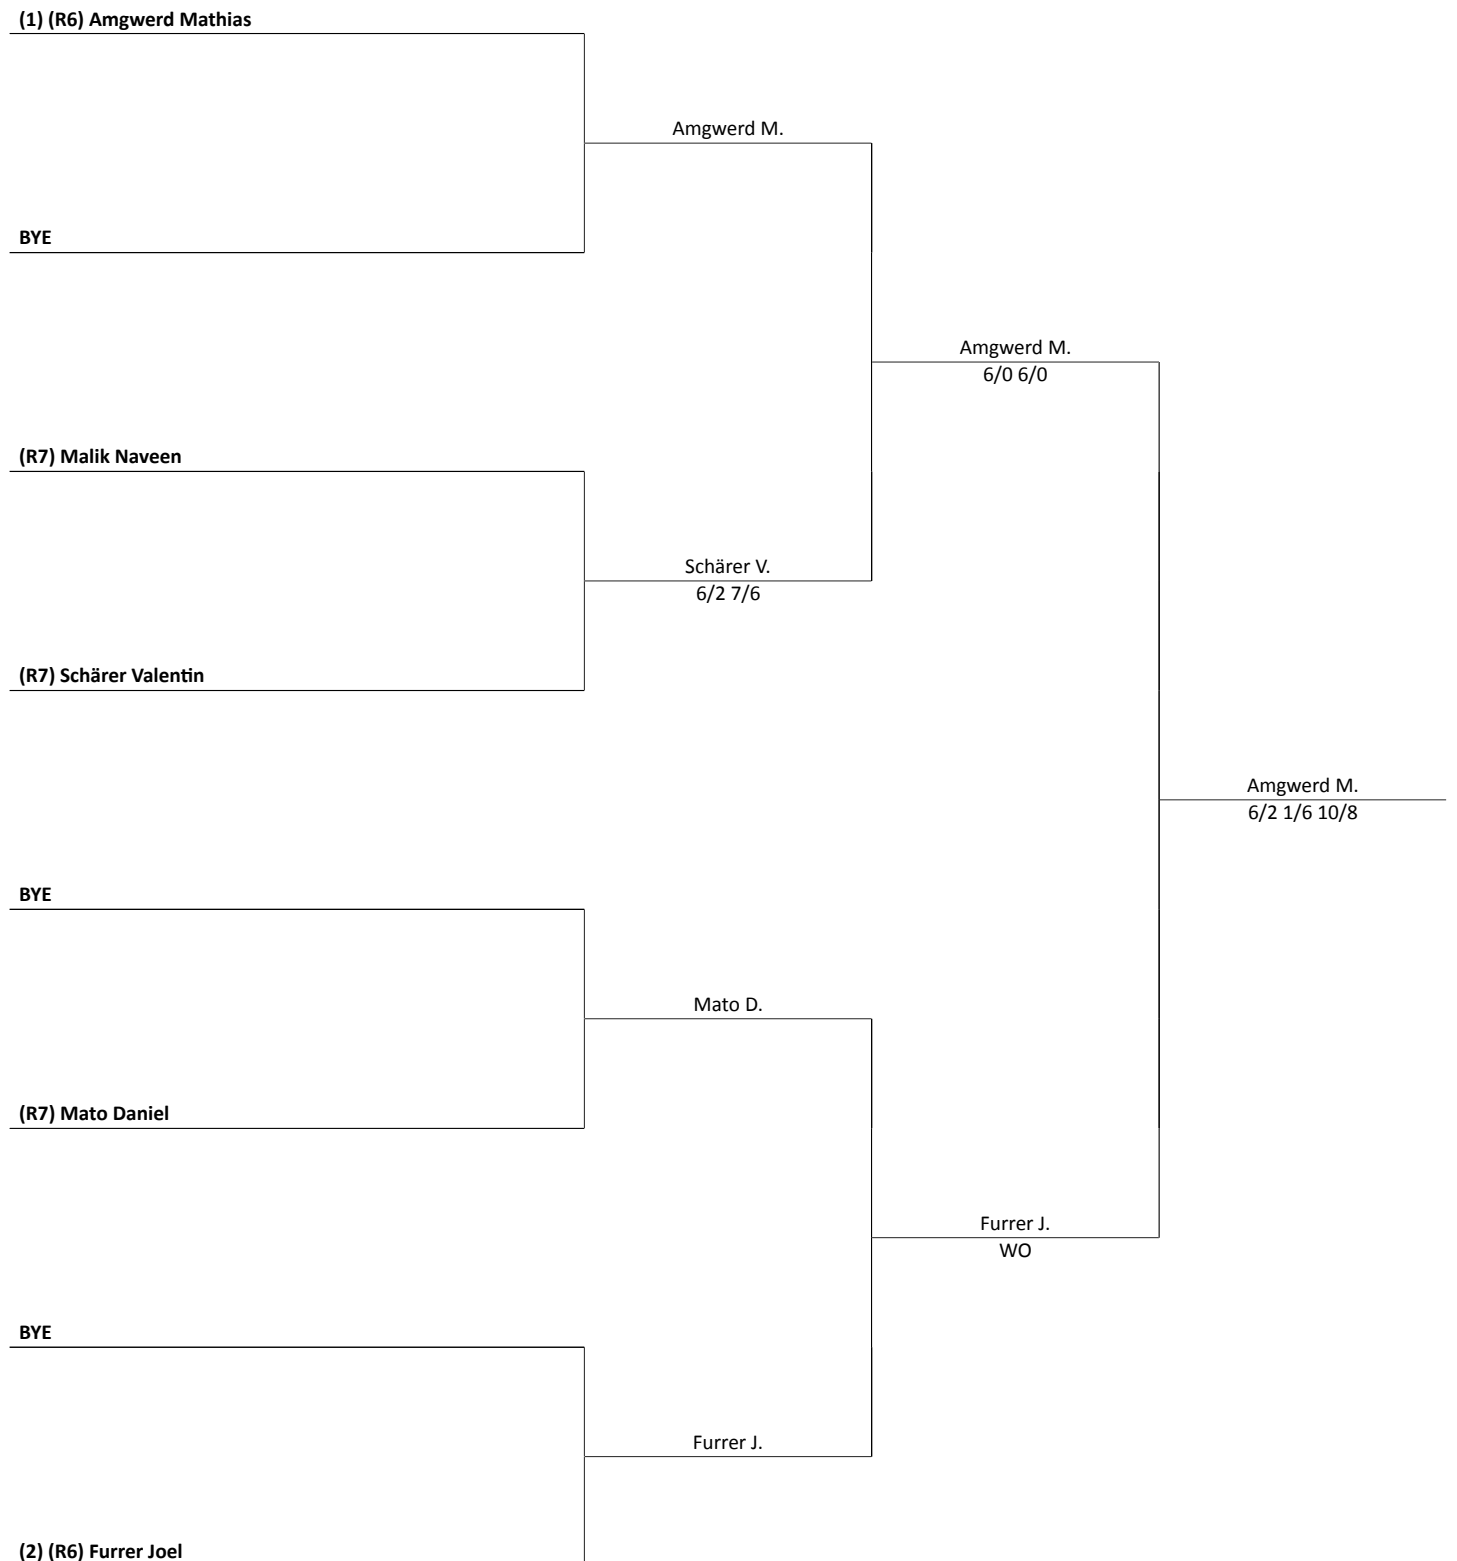 (1) (R6) Amgwerd Mathias
Amgwerd M.
BYE
Amgwerd M.
6/0 6/0
(R7) Malik Naveen
Schärer V.
6/2 7/6
(R7) Schärer Valentin
Amgwerd M.
6/2 1/6 10/8
BYE
Mato D.
(R7) Mato Daniel
Furrer J.
WO
BYE
Furrer J.
(2) (R6) Furrer Joel